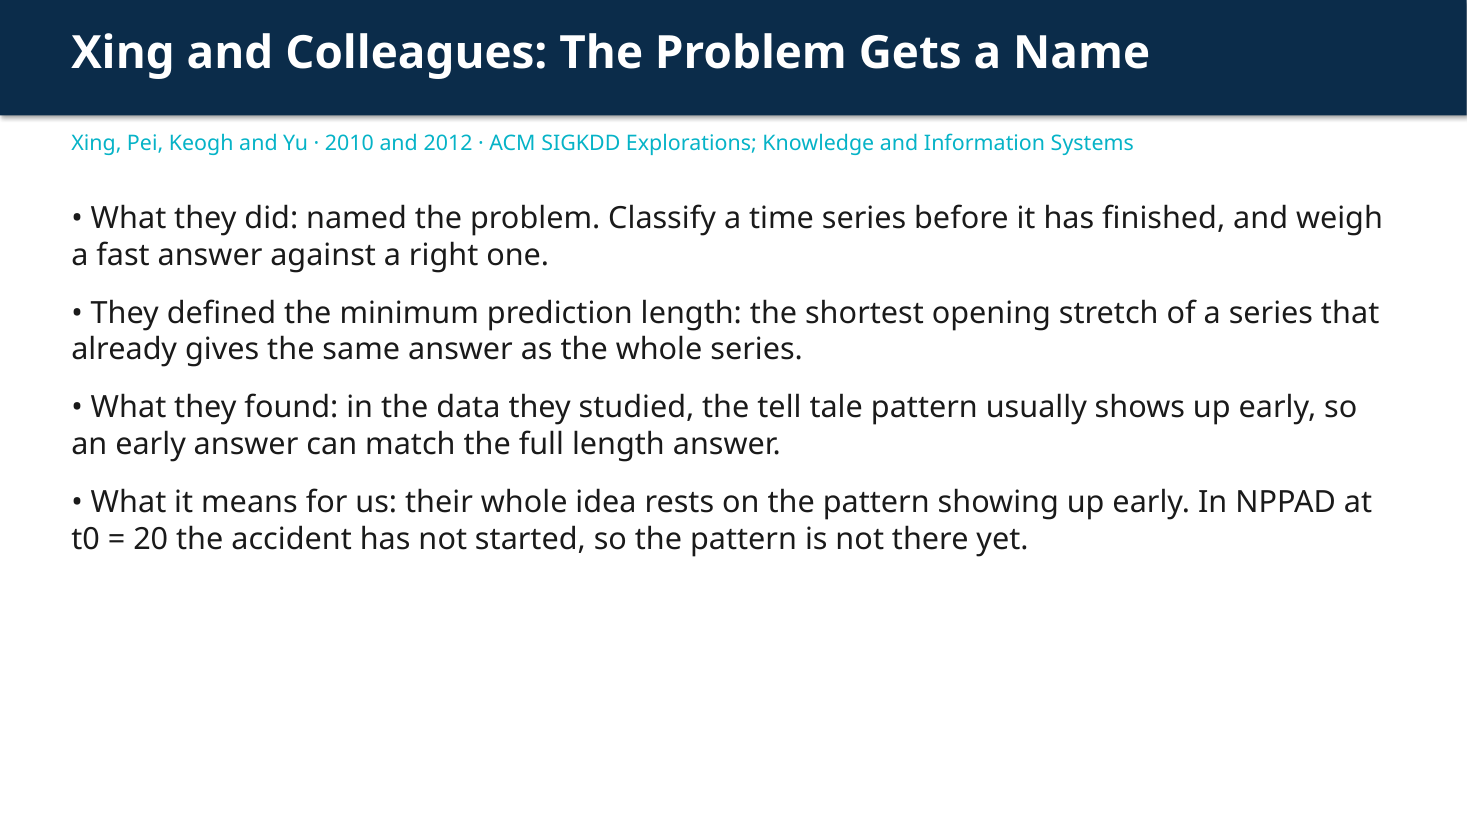 Xing and Colleagues: The Problem Gets a Name
Xing, Pei, Keogh and Yu · 2010 and 2012 · ACM SIGKDD Explorations; Knowledge and Information Systems
• What they did: named the problem. Classify a time series before it has finished, and weigh
a fast answer against a right one.
• They defined the minimum prediction length: the shortest opening stretch of a series that
already gives the same answer as the whole series.
• What they found: in the data they studied, the tell tale pattern usually shows up early, so
an early answer can match the full length answer.
• What it means for us: their whole idea rests on the pattern showing up early. In NPPAD at
t0 = 20 the accident has not started, so the pattern is not there yet.